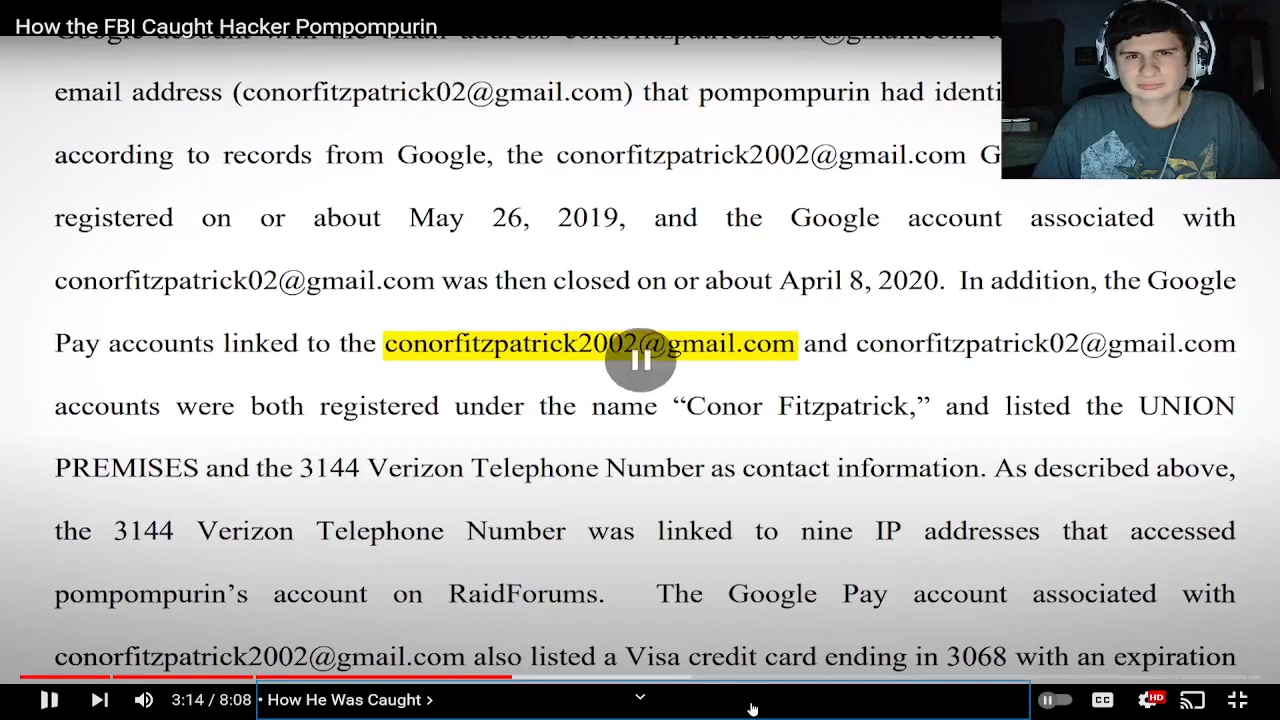 How the FBI Caught Hacker Pompompurin
email address (conorfitzpatrick02@gmail.com) that pompompurin had identi
according to records from Google, the conorfitzpatrick2002@gmail.com G
registered on or about May 26, 2019, and the Google account associated with
conorfitzpatrick02@gmail.com was then closed on or about April 8, 2020. In addition, the Google
Pay accounts linked to the conorfitzpatrick2002@gmail.com and conorfitzpatrick02@gmail.com
accounts were both registered under the name “Conor Fitzpatrick,” and listed the UNION
PREMISES and the 3144 Verizon Telephone Number as contact information. As described above,
the 3144 Verizon Telephone Number was linked to nine IP addresses that accessed
pompompurin’s account on RaidForums. The Google Pay account associated with
conorfitzpatrick2002@gmail.com also listed a Visa credit card ending in 3068 with an expiration
3:14 / 8:08 • How He Was Caught
CC HD